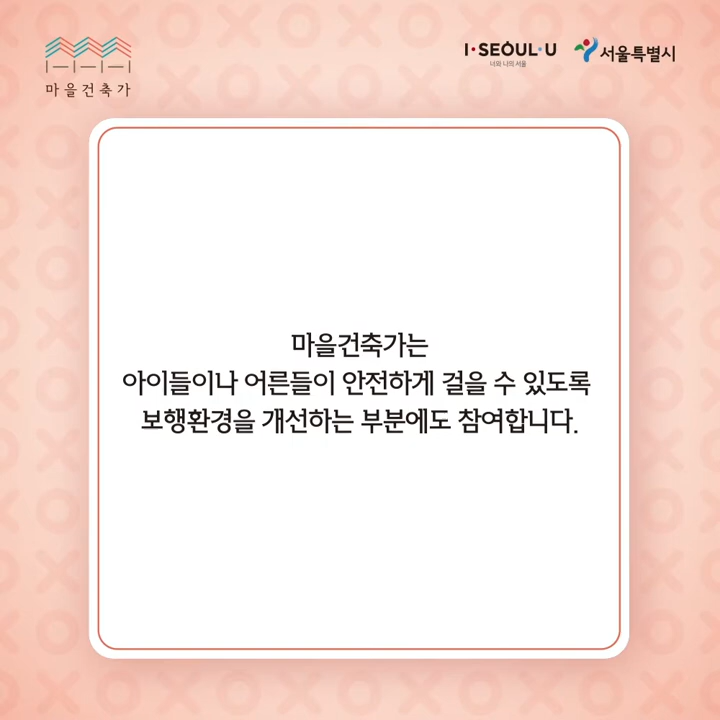 마을건축가
I·SEOUL·U
너와 나의 서울
서울특별시
마을건축가는
아이들이나 어른들이 안전하게 걸을 수 있도록
보행환경을 개선하는 부분에도 참여합니다.